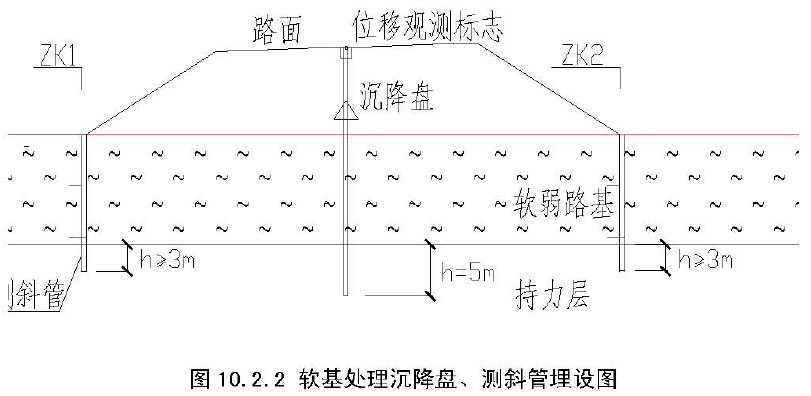 路面 位移观测标志
ZK1 ZK2
沉降盘
软弱路基
h≥3m h=5m h≥3m
斜管 持力层
图 10.2.2 软基处理沉降盘、测斜管埋设图